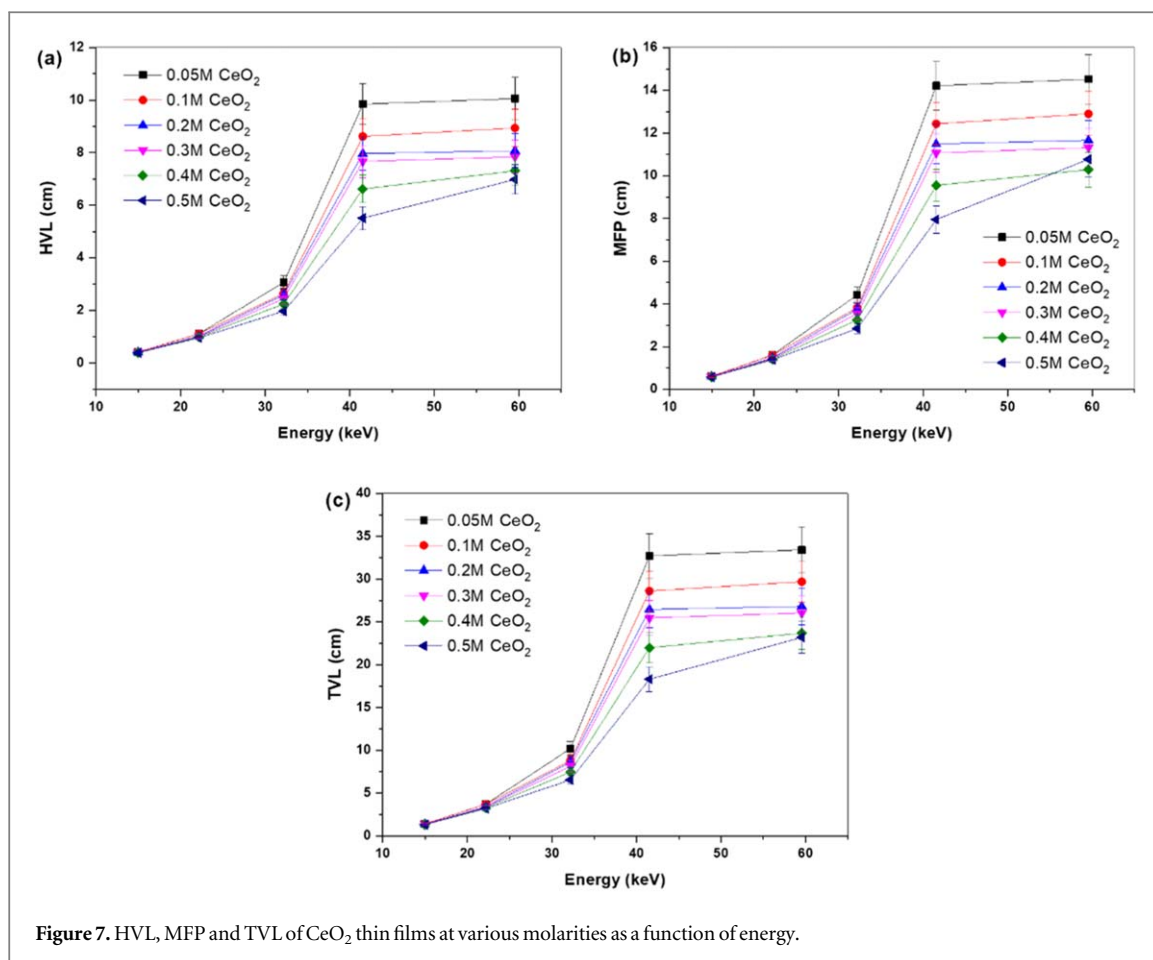 (a)
12
10
8
6
4
2
0
HVL (cm)
0.05M CeO₂
0.1M CeO₂
0.2M CeO₂
0.3M CeO₂
0.4M CeO₂
0.5M CeO₂
10 20 30 40 50 60
Energy (keV)
(b)
16
14
12
10
8
6
4
2
0
MFP (cm)
0.05M CeO₂
0.1M CeO₂
0.2M CeO₂
0.3M CeO₂
0.4M CeO₂
0.5M CeO₂
10 20 30 40 50 60
Energy (keV)
(c)
40
35
30
25
20
15
10
5
0
TVL (cm)
0.05M CeO₂
0.1M CeO₂
0.2M CeO₂
0.3M CeO₂
0.4M CeO₂
0.5M CeO₂
10 20 30 40 50 60
Energy (keV)
Figure 7. HVL, MFP and TVL of CeO₂ thin films at various molarities as a function of energy.